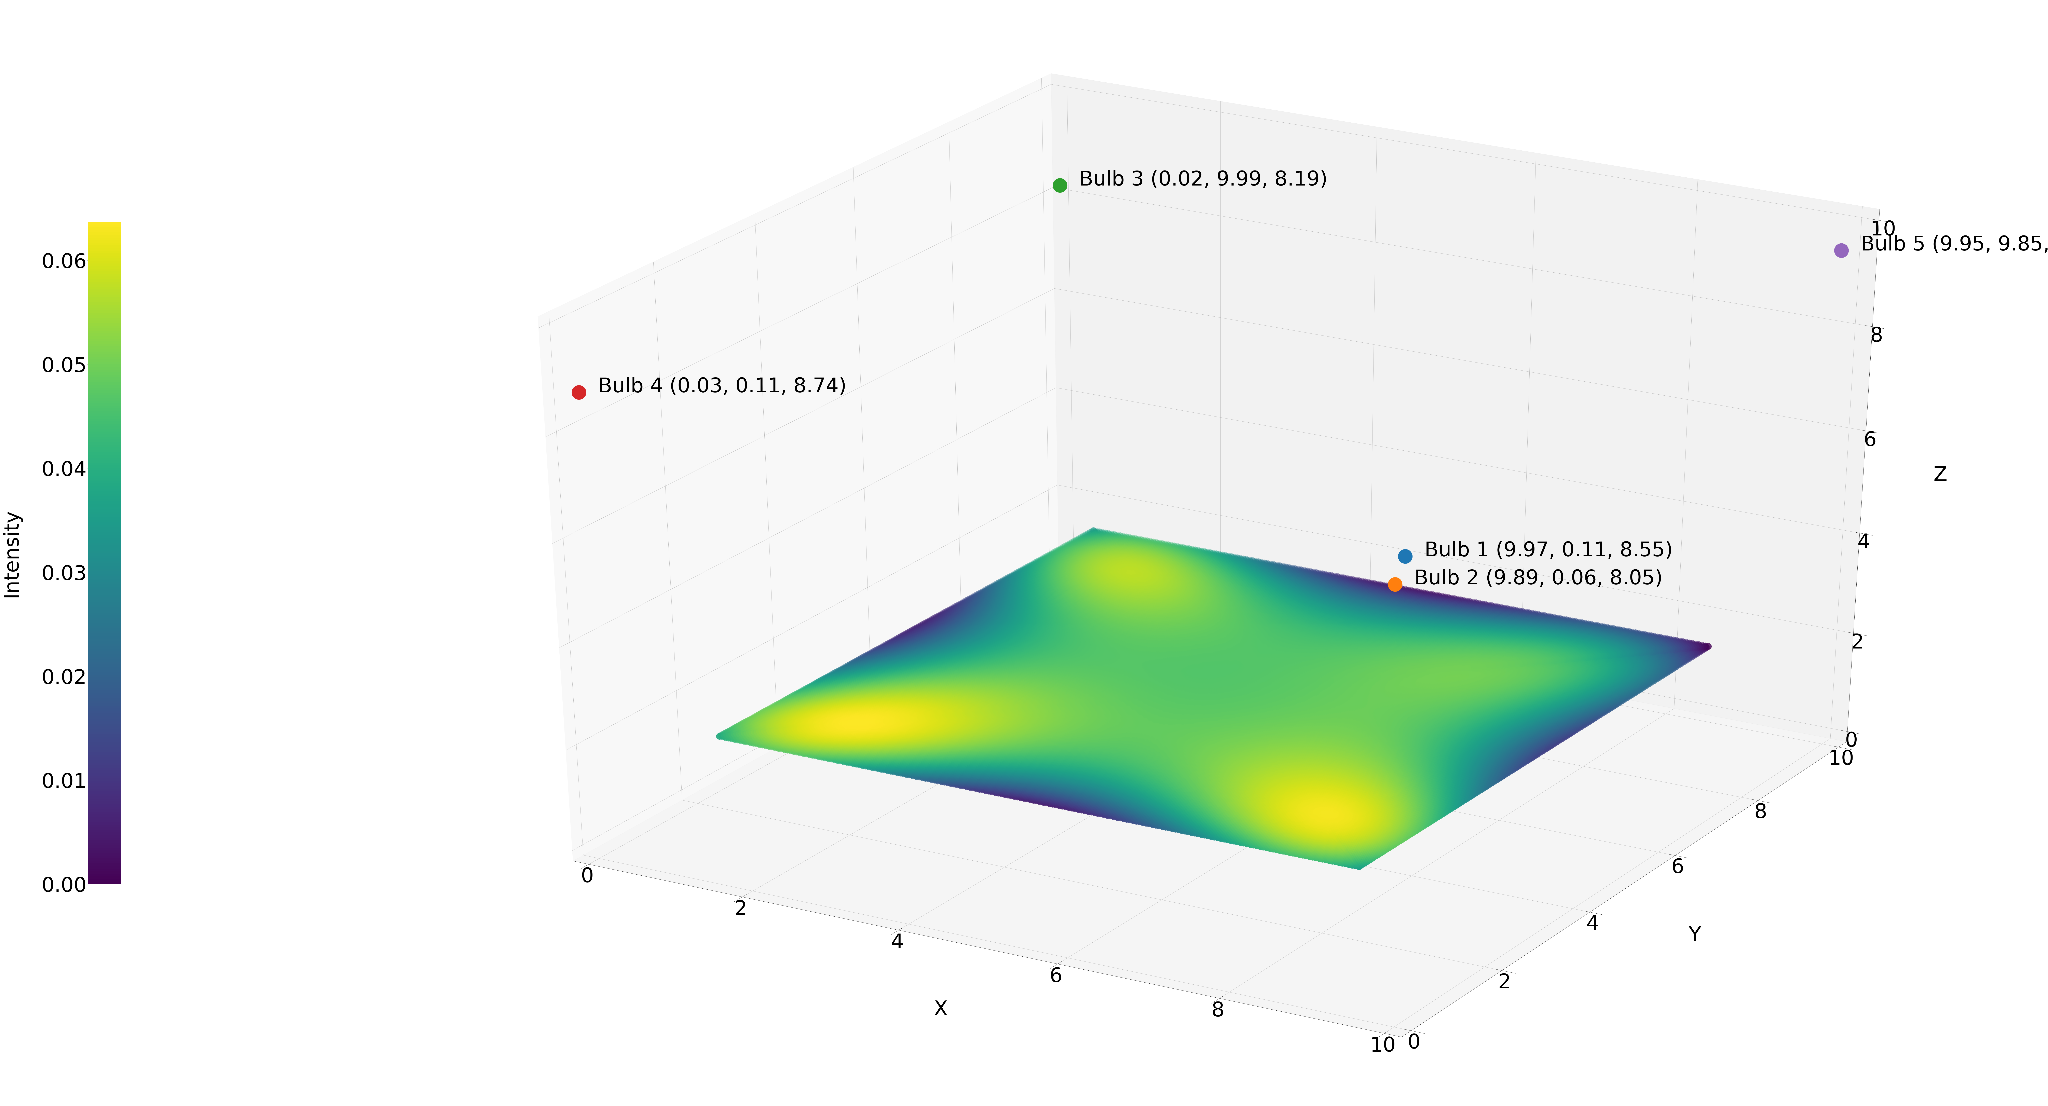 Bulb 3 (0.02, 9.99, 8.19)
10
Bulb 5 (9.95, 9.85,
0.06
8
0.05
Bulb 4 (0.03, 0.11, 8.74)
6
0.04
Z
Intensity
4
0.03
Bulb 1 (9.97, 0.11, 8.55)
Bulb 2 (9.89, 0.06, 8.05)
2
0.02
0
10
0.01
8
6
0.00
0
2
4
6
8
10
4
Y
2
0
X